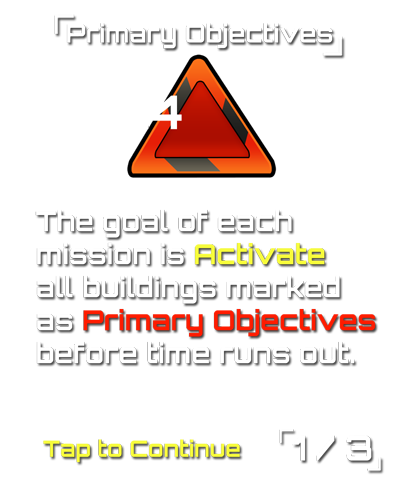 Primary Objectives
4
The goal of each
mission is Activate
all buildings marked
as Primary Objectives
before time runs out.
Tap to Continue
1 / 3